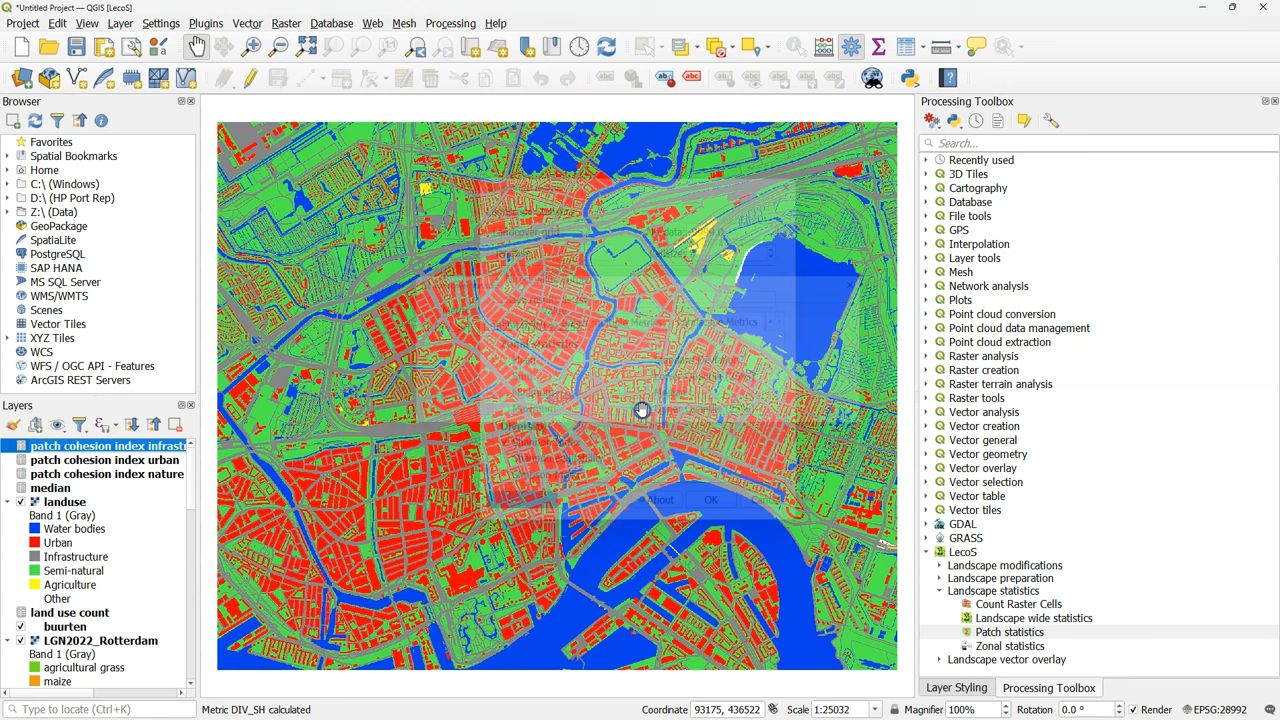 *Untitled Project — QGIS [LecoS]
Project Edit View Layer Settings Plugins Vector Raster Database Web Mesh Processing Help
Browser
Favorites
Spatial Bookmarks
Home
C:\ (Windows)
D:\ (HP Port Rep)
Z:\ (Data)
GeoPackage
SpatiaLite
PostgreSQL
SAP HANA
MS SQL Server
WMS/WMTS
Scenes
Vector Tiles
XYZ Tiles
WCS
WFS / OGC API - Features
ArcGIS REST Servers
Layers
patch cohesion index infrast
patch cohesion index urban
patch cohesion index nature
median
landuse
Band 1 (Gray)
Water bodies
Urban
Infrastructure
Semi-natural
Agriculture
Other
land use count
buurten
LGN2022_Rotterdam
Band 1 (Gray)
agricultural grass
maize
About OK
Processing Toolbox
Search...
Recently used
3D Tiles
Cartography
Database
File tools
GPS
Interpolation
Layer tools
Mesh
Network analysis
Plots
Point cloud conversion
Point cloud data management
Point cloud extraction
Raster analysis
Raster creation
Raster terrain analysis
Raster tools
Vector analysis
Vector creation
Vector general
Vector geometry
Vector overlay
Vector selection
Vector table
Vector tiles
GDAL
GRASS
LecoS
Landscape modifications
Landscape preparation
Landscape statistics
Count Raster Cells
Landscape wide statistics
Patch statistics
Zonal statistics
Landscape vector overlay
Layer Styling Processing Toolbox
Type to locate (Ctrl+K) Metric DIV_SH calculated Coordinate 93175, 436522 Scale 1:25032 Magnifier 100% Rotation 0.0 ° Render EPSG:28992